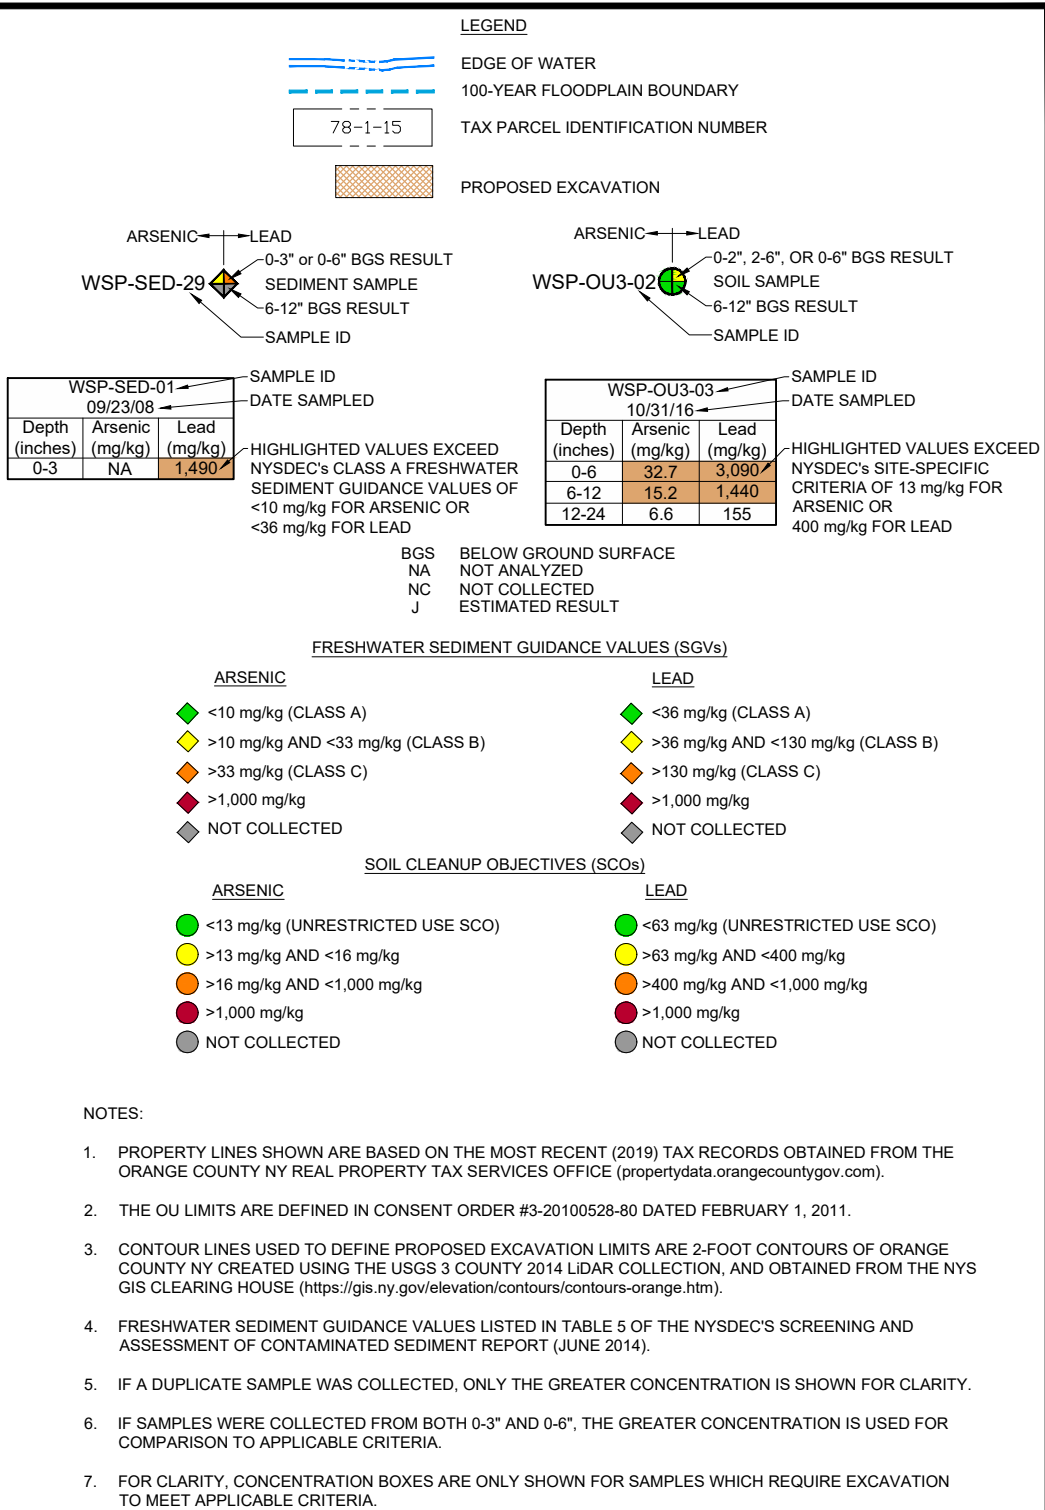 LEGEND
EDGE OF WATER
100-YEAR FLOODPLAIN BOUNDARY
78-1-15
TAX PARCEL IDENTIFICATION NUMBER
PROPOSED EXCAVATION
ARSENIC
LEAD
0-3" or 0-6" BGS RESULT
WSP-SED-29
SEDIMENT SAMPLE
6-12" BGS RESULT
SAMPLE ID
ARSENIC
LEAD
0-2", 2-6", OR 0-6" BGS RESULT
WSP-OU3-02
SOIL SAMPLE
6-12" BGS RESULT
SAMPLE ID
WSP-SED-01
09/23/08
Depth (inches) Arsenic (mg/kg) Lead (mg/kg)
0-3 NA 1,490
SAMPLE ID
DATE SAMPLED
HIGHLIGHTED VALUES EXCEED
NYSDEC's CLASS A FRESHWATER
SEDIMENT GUIDANCE VALUES OF
<10 mg/kg FOR ARSENIC OR
<36 mg/kg FOR LEAD
WSP-OU3-03
10/31/16
Depth (inches) Arsenic (mg/kg) Lead (mg/kg)
0-6 32.7 3,090
6-12 15.2 1,440
12-24 6.6 155
SAMPLE ID
DATE SAMPLED
HIGHLIGHTED VALUES EXCEED
NYSDEC's SITE-SPECIFIC
CRITERIA OF 13 mg/kg FOR
ARSENIC OR
400 mg/kg FOR LEAD
BGS BELOW GROUND SURFACE
NA NOT ANALYZED
NC NOT COLLECTED
J ESTIMATED RESULT
FRESHWATER SEDIMENT GUIDANCE VALUES (SGVs)
ARSENIC
<10 mg/kg (CLASS A)
>10 mg/kg AND <33 mg/kg (CLASS B)
>33 mg/kg (CLASS C)
>1,000 mg/kg
NOT COLLECTED
LEAD
<36 mg/kg (CLASS A)
>36 mg/kg AND <130 mg/kg (CLASS B)
>130 mg/kg (CLASS C)
>1,000 mg/kg
NOT COLLECTED
SOIL CLEANUP OBJECTIVES (SCOs)
ARSENIC
<13 mg/kg (UNRESTRICTED USE SCO)
>13 mg/kg AND <16 mg/kg
>16 mg/kg AND <1,000 mg/kg
>1,000 mg/kg
NOT COLLECTED
LEAD
<63 mg/kg (UNRESTRICTED USE SCO)
>63 mg/kg AND <400 mg/kg
>400 mg/kg AND <1,000 mg/kg
>1,000 mg/kg
NOT COLLECTED
NOTES:
1. PROPERTY LINES SHOWN ARE BASED ON THE MOST RECENT (2019) TAX RECORDS OBTAINED FROM THE
ORANGE COUNTY NY REAL PROPERTY TAX SERVICES OFFICE (propertydata.orangecountygov.com).
2. THE OU LIMITS ARE DEFINED IN CONSENT ORDER #3-20100528-80 DATED FEBRUARY 1, 2011.
3. CONTOUR LINES USED TO DEFINE PROPOSED EXCAVATION LIMITS ARE 2-FOOT CONTOURS OF ORANGE
COUNTY NY CREATED USING THE USGS 3 COUNTY 2014 LiDAR COLLECTION, AND OBTAINED FROM THE NYS
GIS CLEARING HOUSE (https://gis.ny.gov/elevation/contours/contours-orange.htm).
4. FRESHWATER SEDIMENT GUIDANCE VALUES LISTED IN TABLE 5 OF THE NYSDEC'S SCREENING AND
ASSESSMENT OF CONTAMINATED SEDIMENT REPORT (JUNE 2014).
5. IF A DUPLICATE SAMPLE WAS COLLECTED, ONLY THE GREATER CONCENTRATION IS SHOWN FOR CLARITY.
6. IF SAMPLES WERE COLLECTED FROM BOTH 0-3" AND 0-6", THE GREATER CONCENTRATION IS USED FOR
COMPARISON TO APPLICABLE CRITERIA.
7. FOR CLARITY, CONCENTRATION BOXES ARE ONLY SHOWN FOR SAMPLES WHICH REQUIRE EXCAVATION
TO MEET APPLICABLE CRITERIA.